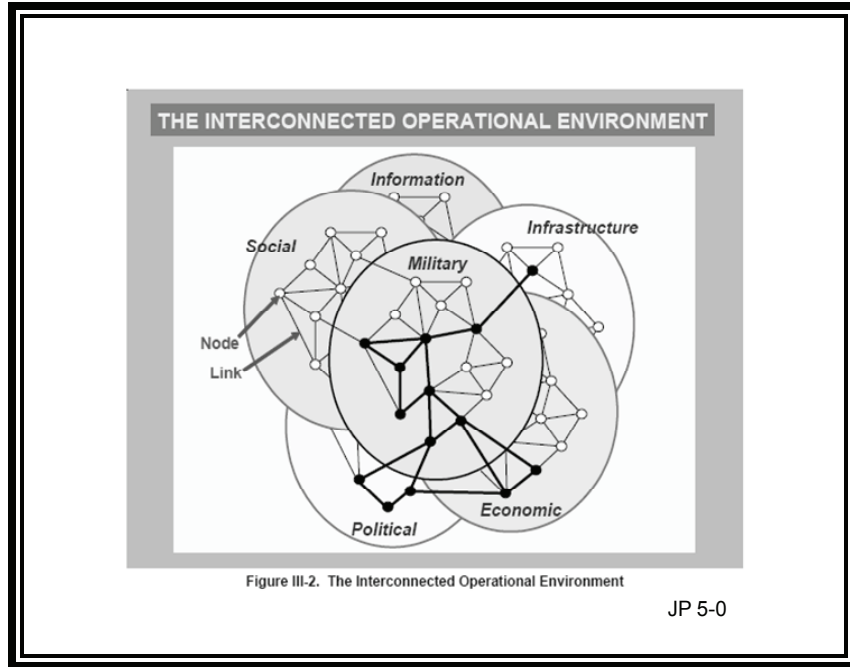 THE INTERCONNECTED OPERATIONAL ENVIRONMENT
Information
Infrastructure
Social
Military
Node
Link
Economic
Political
Figure III-2. The Interconnected Operational Environment
JP 5-0